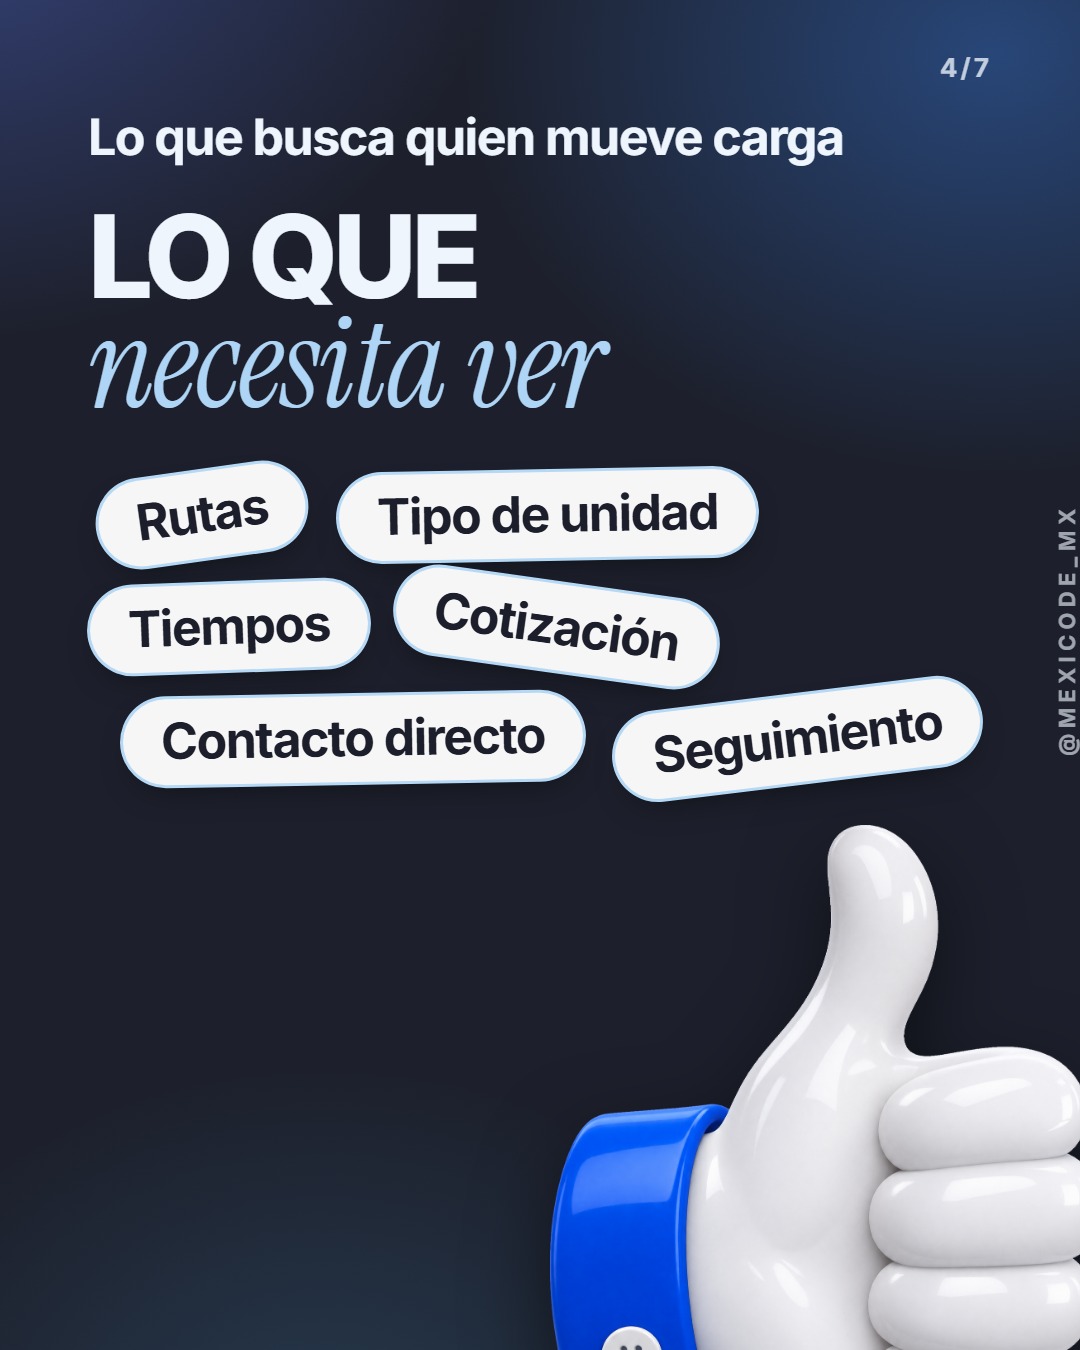 4/7
Lo que busca quien mueve carga
LO QUE
necesita ver
Rutas
Tipo de unidad
Tiempos
Cotización
Contacto directo
Seguimiento
@MEXICODE_MX